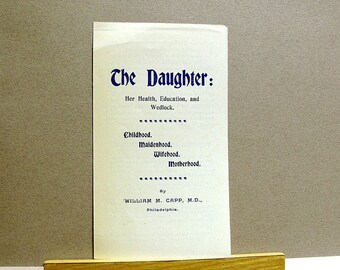 The Daughter:
Her Health, Education, and
Wedlock.
Childhood.
Maidenhood.
Wifehood.
Motherhood.
By
WILLIAM M. CAPP, M.D.,
Philadelphia.